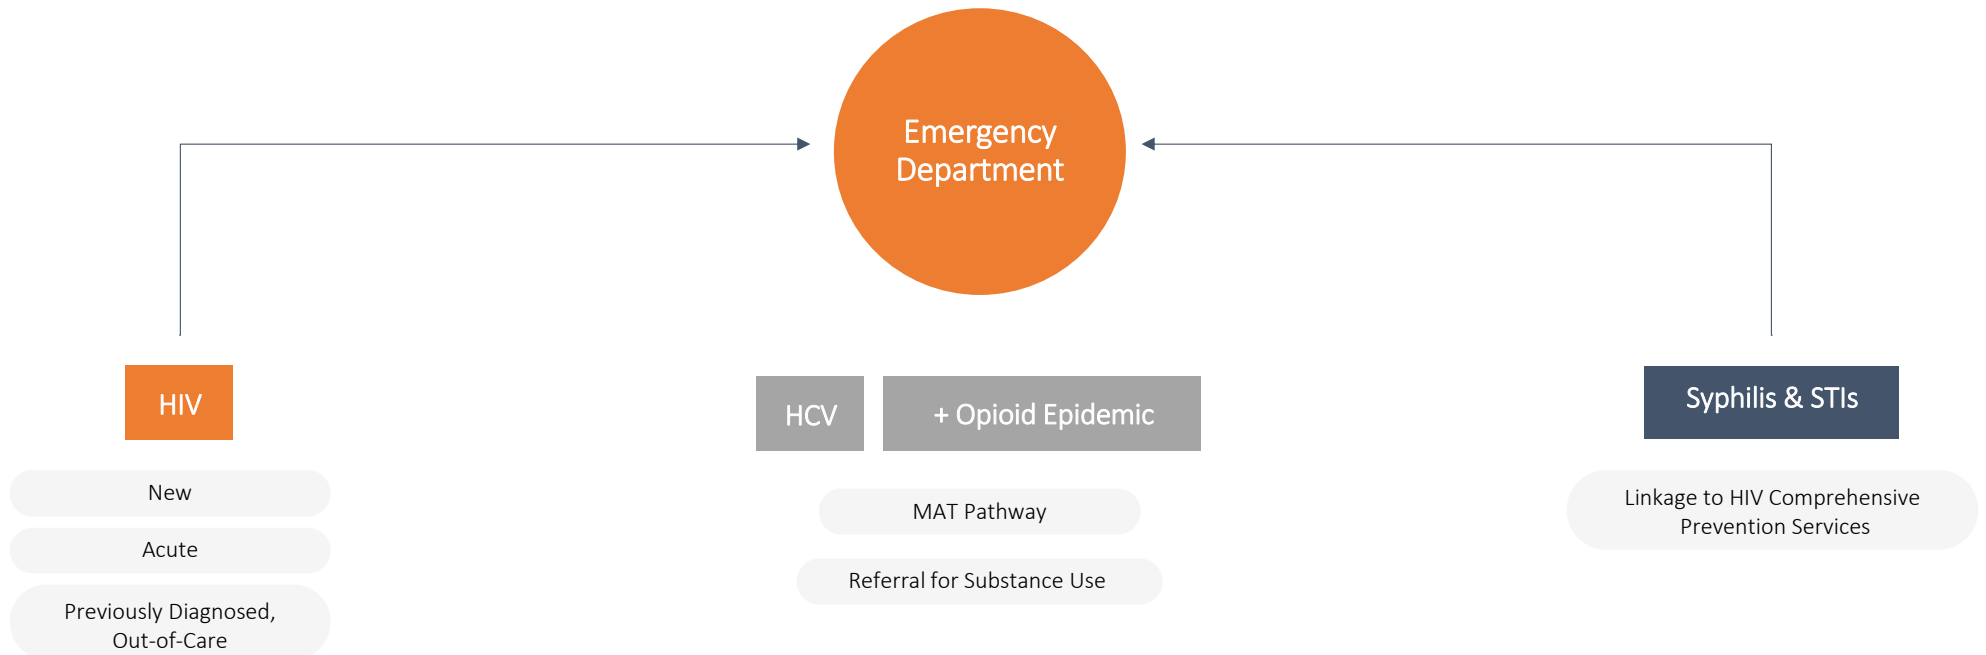 Emergency
Department
HIV
New
Acute
Previously Diagnosed,
Out-of-Care
HCV
+ Opioid Epidemic
MAT Pathway
Referral for Substance Use
Syphilis & STIs
Linkage to HIV Comprehensive
Prevention Services